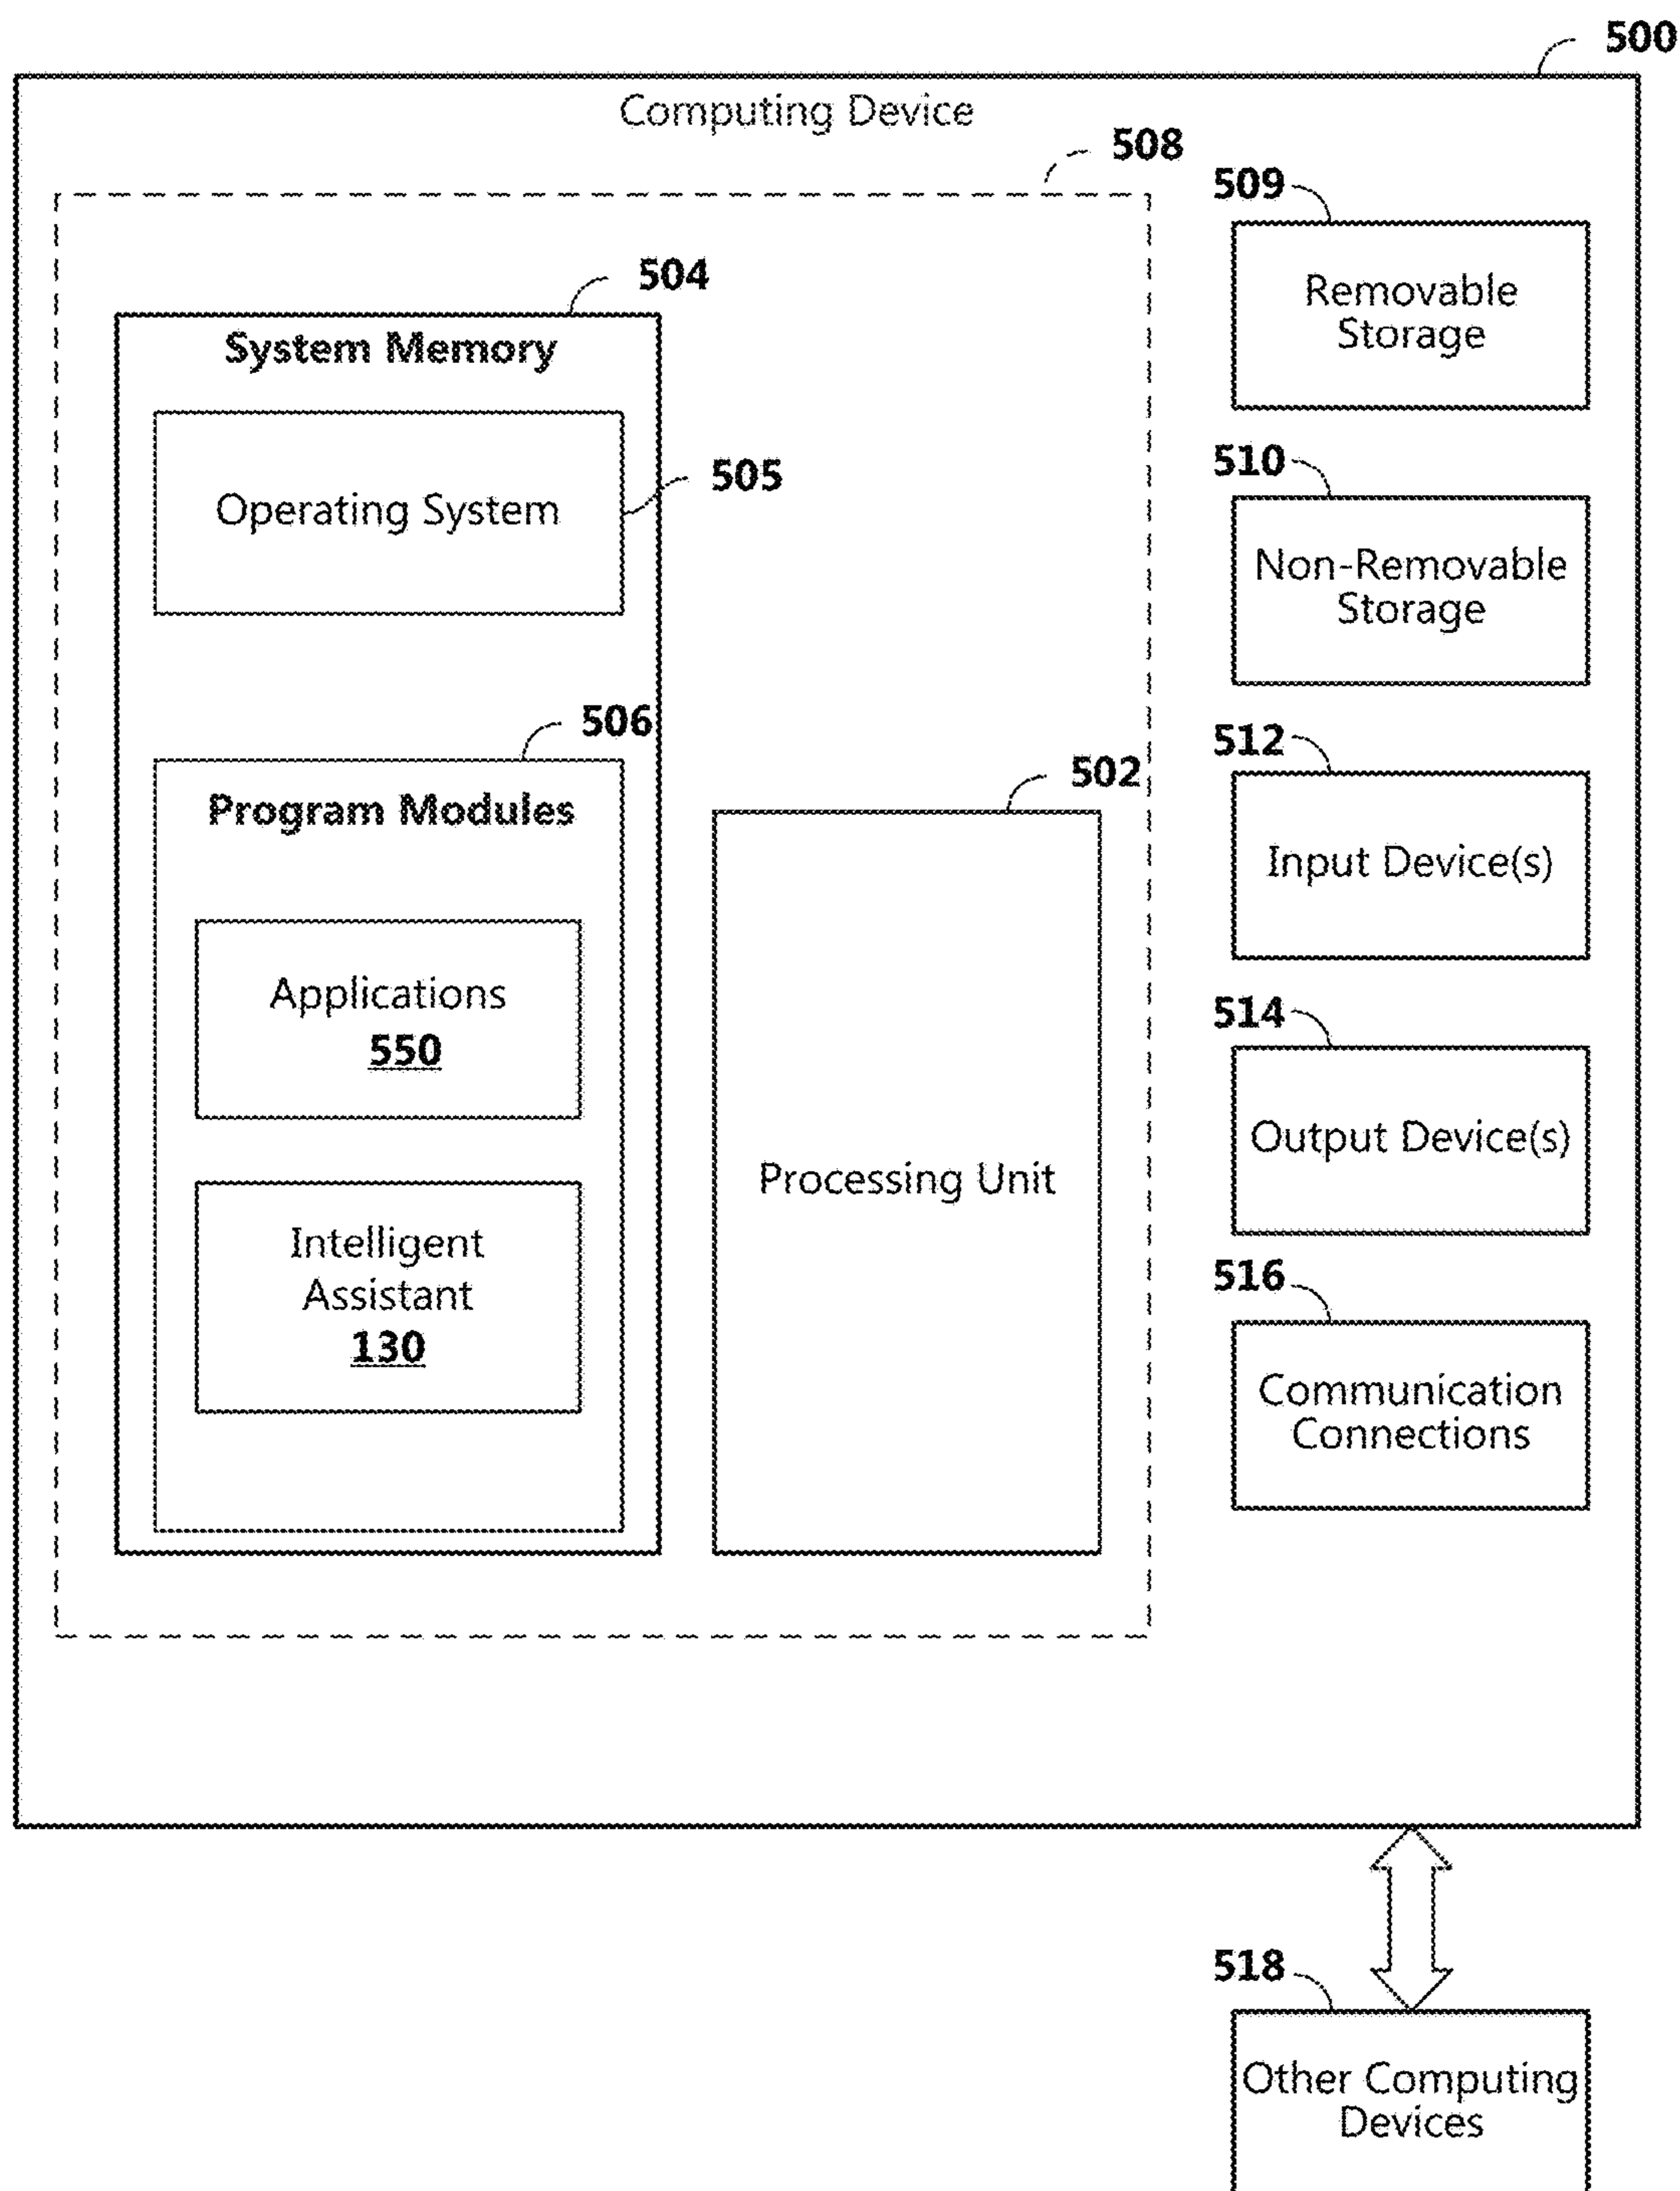 500
Computing Device
508
509
Removable
Storage
504
System Memory
Operating System
505
510
Non-Removable
Storage
506
Program Modules
Applications
550
Intelligent
Assistant
130
502
Processing Unit
512
Input Device(s)
514
Output Device(s)
516
Communication
Connections
518
Other Computing
Devices